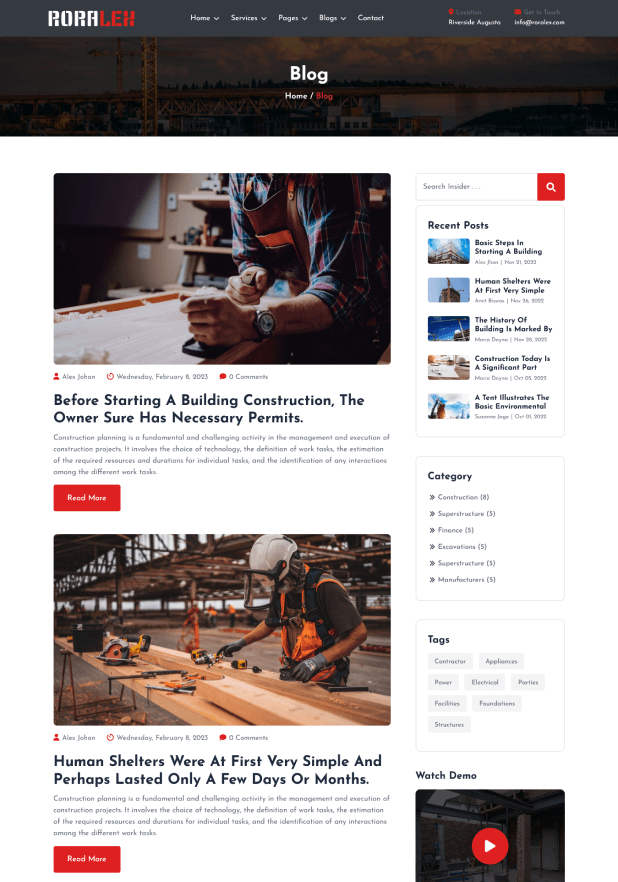 RORALEX
Home Services Pages Blogs Contact
Location
Riverside Augusta
Get In Touch
info@roralex.com
Blog
Home / Blog
Alex Johan Wednesday, February 8, 2023 0 Comments
Before Starting A Building Construction, The
Owner Sure Has Necessary Permits.
Construction planning is a fundamental and challenging activity in the management and execution of
construction projects. It involves the choice of technology, the definition of work tasks, the estimation
of the required resources and durations for individual tasks, and the identification of any interactions
among the different work tasks.
Read More
Alex Johan Wednesday, February 8, 2023 0 Comments
Human Shelters Were At First Very Simple And
Perhaps Lasted Only A Few Days Or Months.
Construction planning is a fundamental and challenging activity in the management and execution of
construction projects. It involves the choice of technology, the definition of work tasks, the estimation
of the required resources and durations for individual tasks, and the identification of any interactions
among the different work tasks.
Read More
Search Insider . . .
Recent Posts
Basic Steps In
Starting A Building
Alex Jhon | Nov 21, 2022
Human Shelters Were
At First Very Simple
Amit Biswas | Nov 26, 2022
The History Of
Building Is Marked By
Maria Dayna | Nov 28, 2022
Construction Today Is
A Significant Part
Maria Dayna | Oct 05, 2022
A Tent Illustrates The
Basic Environmental
Suzanne Jage | Oct 01, 2022
Category
Construction (8)
Superstructure (5)
Finance (5)
Excavations (5)
Superstructure (5)
Manufacturers (5)
Tags
Contractor Appliances
Power Electrical Parties
Facilities Foundations
Structures
Watch Demo